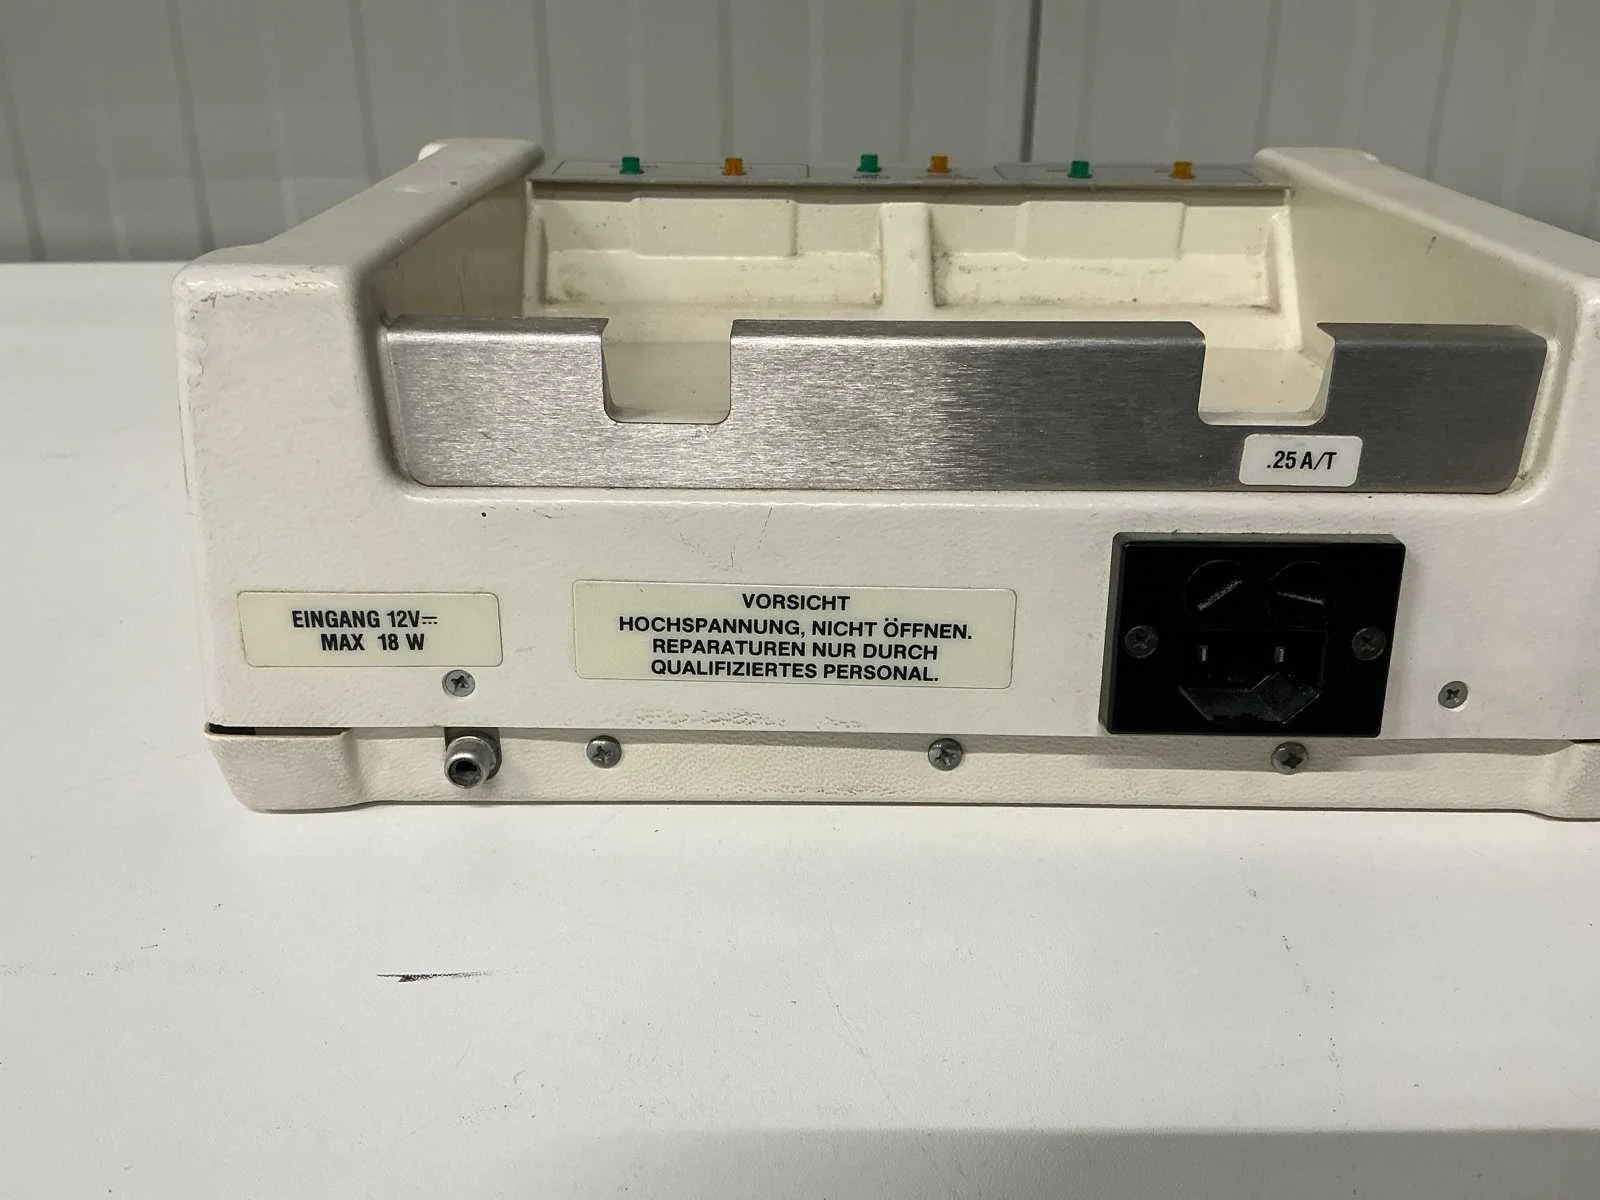 .25 A/T
EINGANG 12V⎓
MAX 18 W
VORSICHT
HOCHSPANNUNG, NICHT ÖFFNEN.
REPARATUREN NUR DURCH
QUALIFIZIERTES PERSONAL.